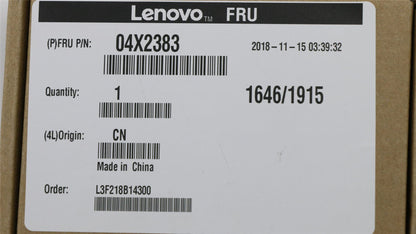 Lenovo™ FRU
(P)FRU P/N: 04X2383 2018-11-15 03:39:32
Quantity: 1 1646/1915
(4L)Origin: CN
Made in China
Order: L3F218B14300